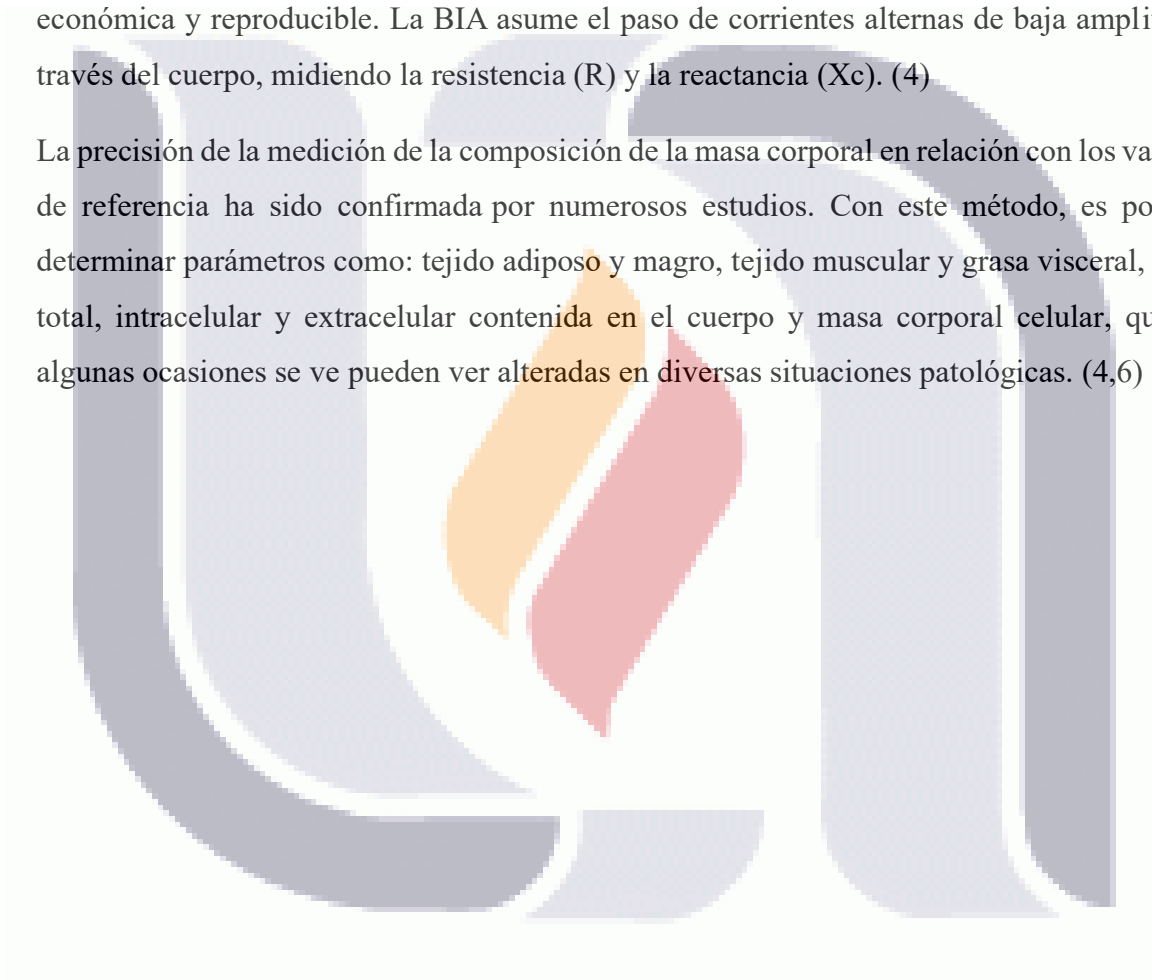 económica y reproducible. La BIA asume el paso de corrientes alternas de baja
través del cuerpo, midiendo la resistencia (R) y la reactancia (Xc). (4)
La precisión de la medición de la composición de la masa corporal en relación con los
de referencia ha sido confirmada por numerosos estudios. Con este método, es
determinar parámetros como: tejido adiposo y magro, tejido muscular y grasa visceral,
total, intracelular y extracelular contenida en el cuerpo y masa corporal celular,
algunas ocasiones se ve pueden ver alteradas en diversas situaciones patológicas. (4,6)